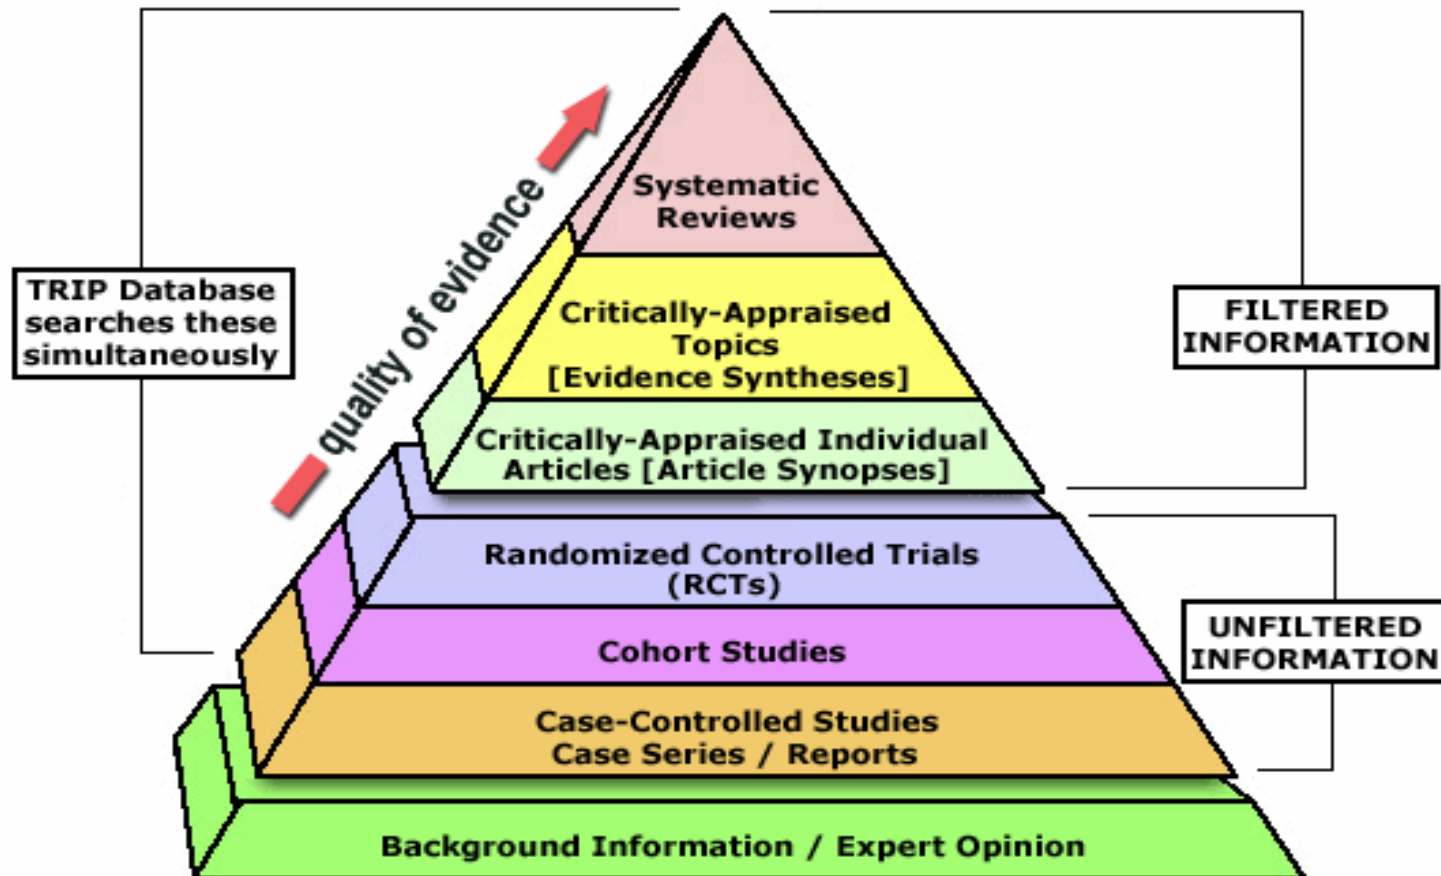 TRIP Database
searches these
simultaneously
quality of evidence
Systematic
Reviews
Critically-Appraised
Topics
[Evidence Syntheses]
Critically-Appraised Individual
Articles [Article Synopses]
FILTERED
INFORMATION
Randomized Controlled Trials
(RCTs)
Cohort Studies
Case-Controlled Studies
Case Series / Reports
UNFILTERED
INFORMATION
Background Information / Expert Opinion